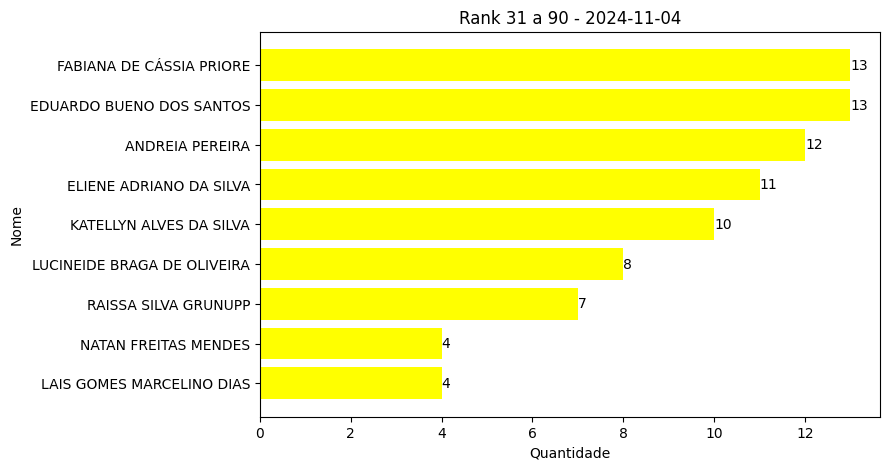 Rank 31 a 90 - 2024-11-04
FABIANA DE CÁSSIA PRIORE 13
EDUARDO BUENO DOS SANTOS 13
ANDREIA PEREIRA 12
ELIENE ADRIANO DA SILVA 11
KATELLYN ALVES DA SILVA 10
LUCINEIDE BRAGA DE OLIVEIRA 8
RAISSA SILVA GRUNUPP 7
NATAN FREITAS MENDES 4
LAIS GOMES MARCELINO DIAS 4
Nome
0 2 4 6 8 10 12
Quantidade